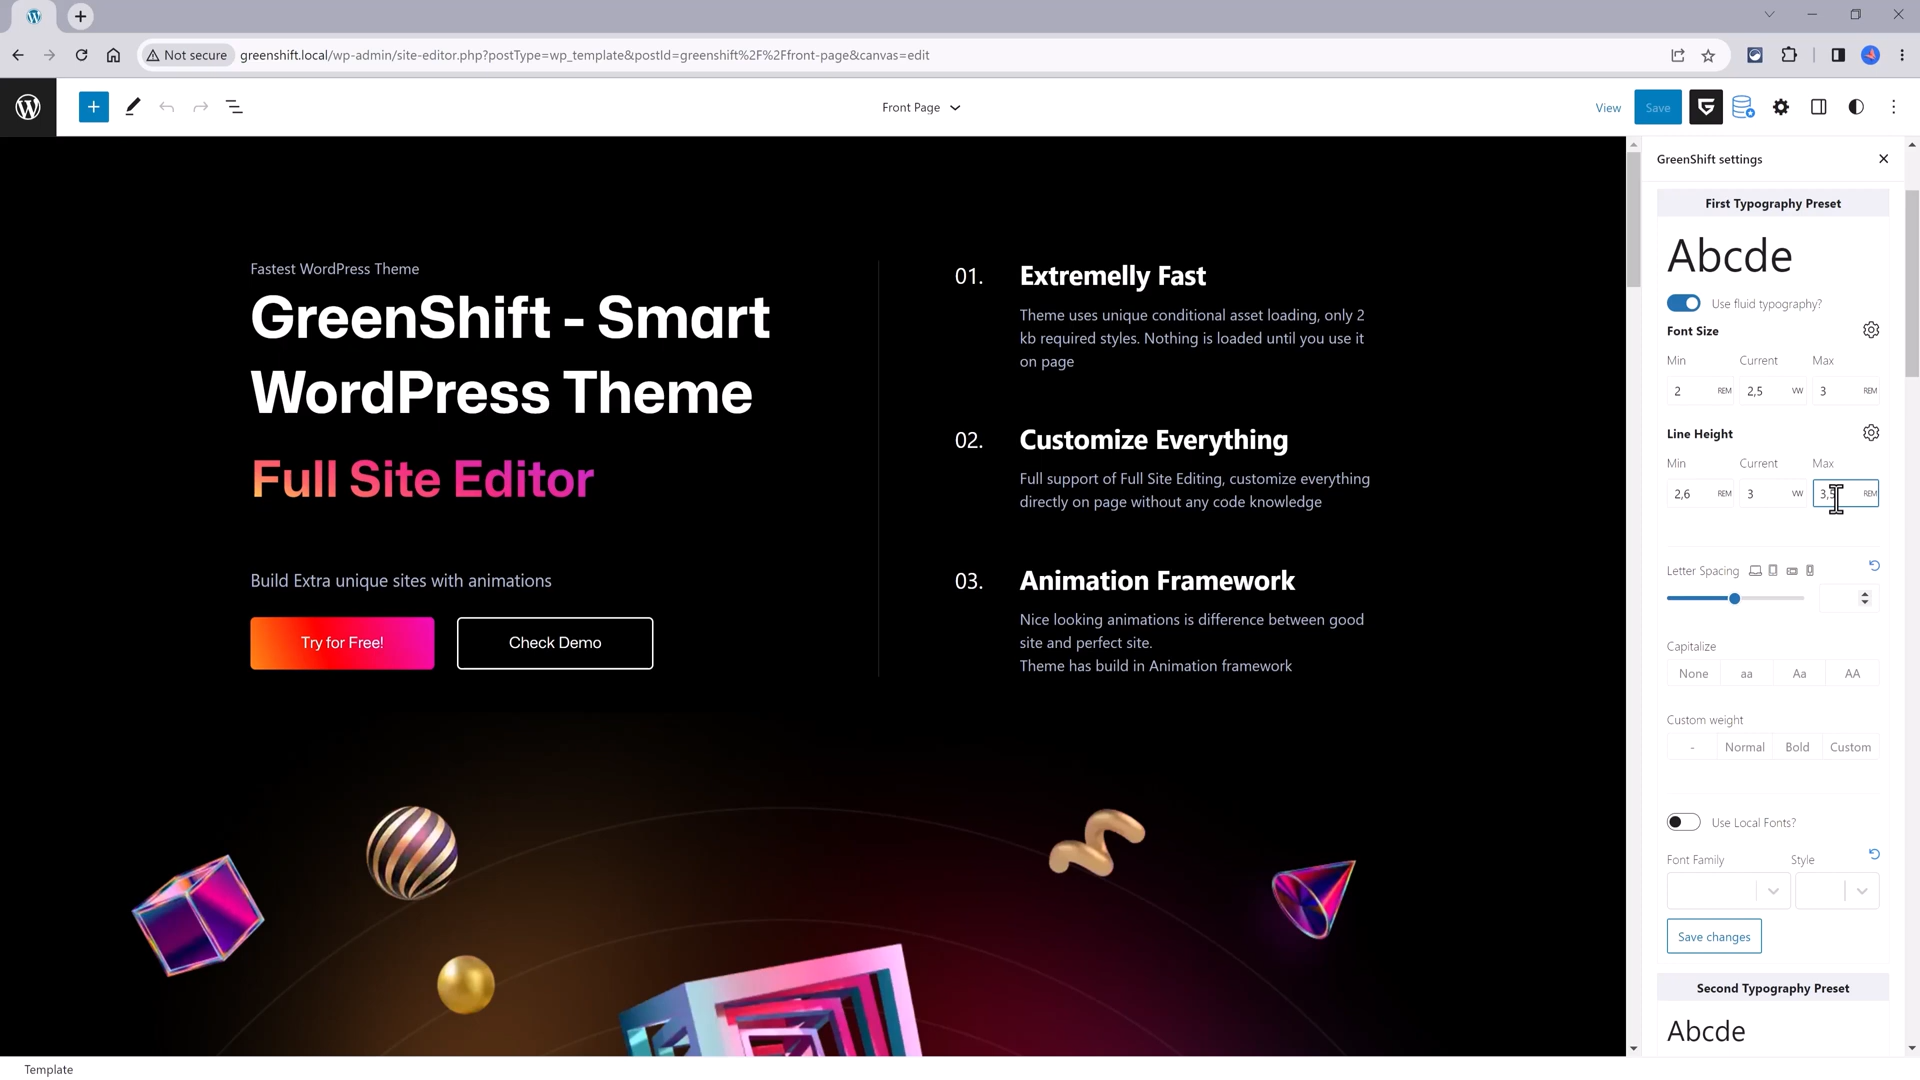 Not secure
greenshift.local/wp-admin/site-editor.php?postType=wp_template&postId=greenshift%2F%2Ffront-page&canvas=edit
Front Page
View
Save
Fastest WordPress Theme
GreenShift - Smart
WordPress Theme
Full Site Editor
Build Extra unique sites with animations
Try for Free!
Check Demo
01.
Extremelly Fast
Theme uses unique conditional asset loading, only 2
kb required styles. Nothing is loaded until you use it
on page
02.
Customize Everything
Full support of Full Site Editing, customize everything
directly on page without any code knowledge
03.
Animation Framework
Nice looking animations is difference between good
site and perfect site.
Theme has build in Animation framework
GreenShift settings
First Typography Preset
Abcde
Use fluid typography?
Font Size
Min Current Max
2 REM 2,5 VW 3 REM
Line Height
Min Current Max
2,6 REM 3 VW 3,5 REM
Letter Spacing
Capitalize
None aa Aa AA
Custom weight
- Normal Bold Custom
Use Local Fonts?
Font Family Style
Save changes
Second Typography Preset
Abcde
Template